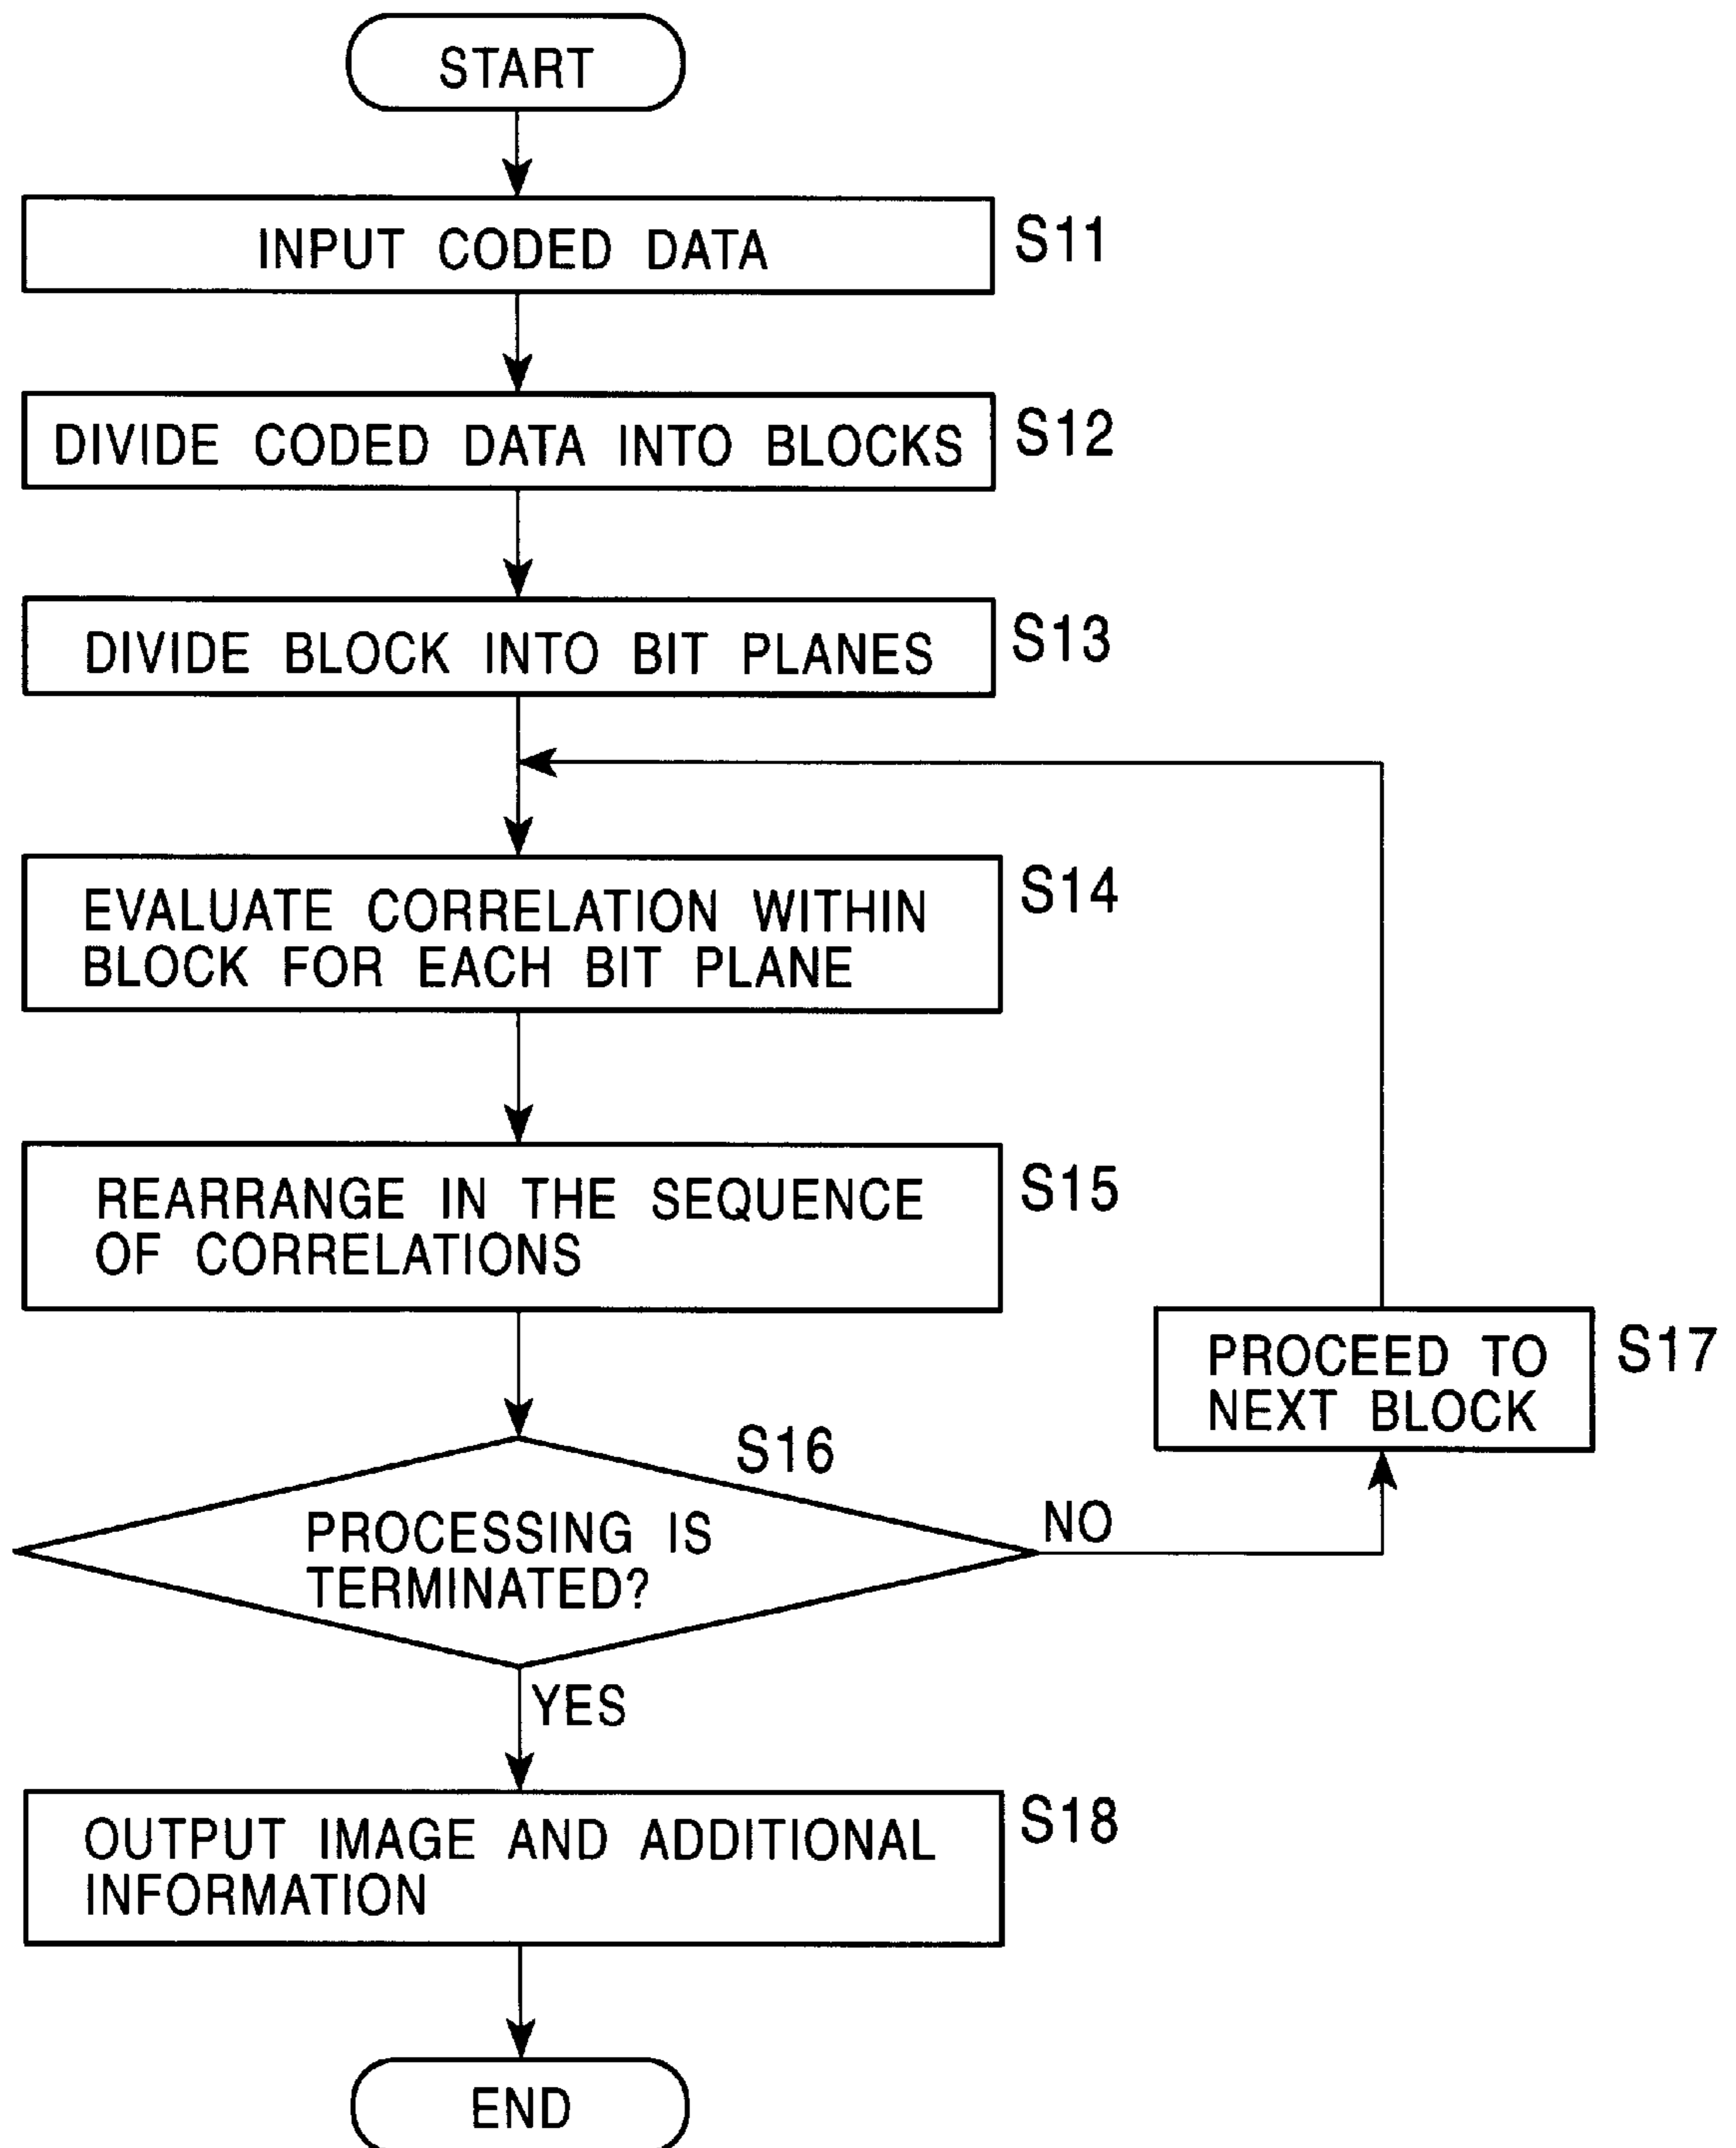 START
INPUT CODED DATA
S11
DIVIDE CODED DATA INTO BLOCKS
S12
DIVIDE BLOCK INTO BIT PLANES
S13
EVALUATE CORRELATION WITHIN
BLOCK FOR EACH BIT PLANE
S14
REARRANGE IN THE SEQUENCE
OF CORRELATIONS
S15
PROCEED TO
NEXT BLOCK
S17
S16
PROCESSING IS
TERMINATED?
NO
YES
OUTPUT IMAGE AND ADDITIONAL
INFORMATION
S18
END